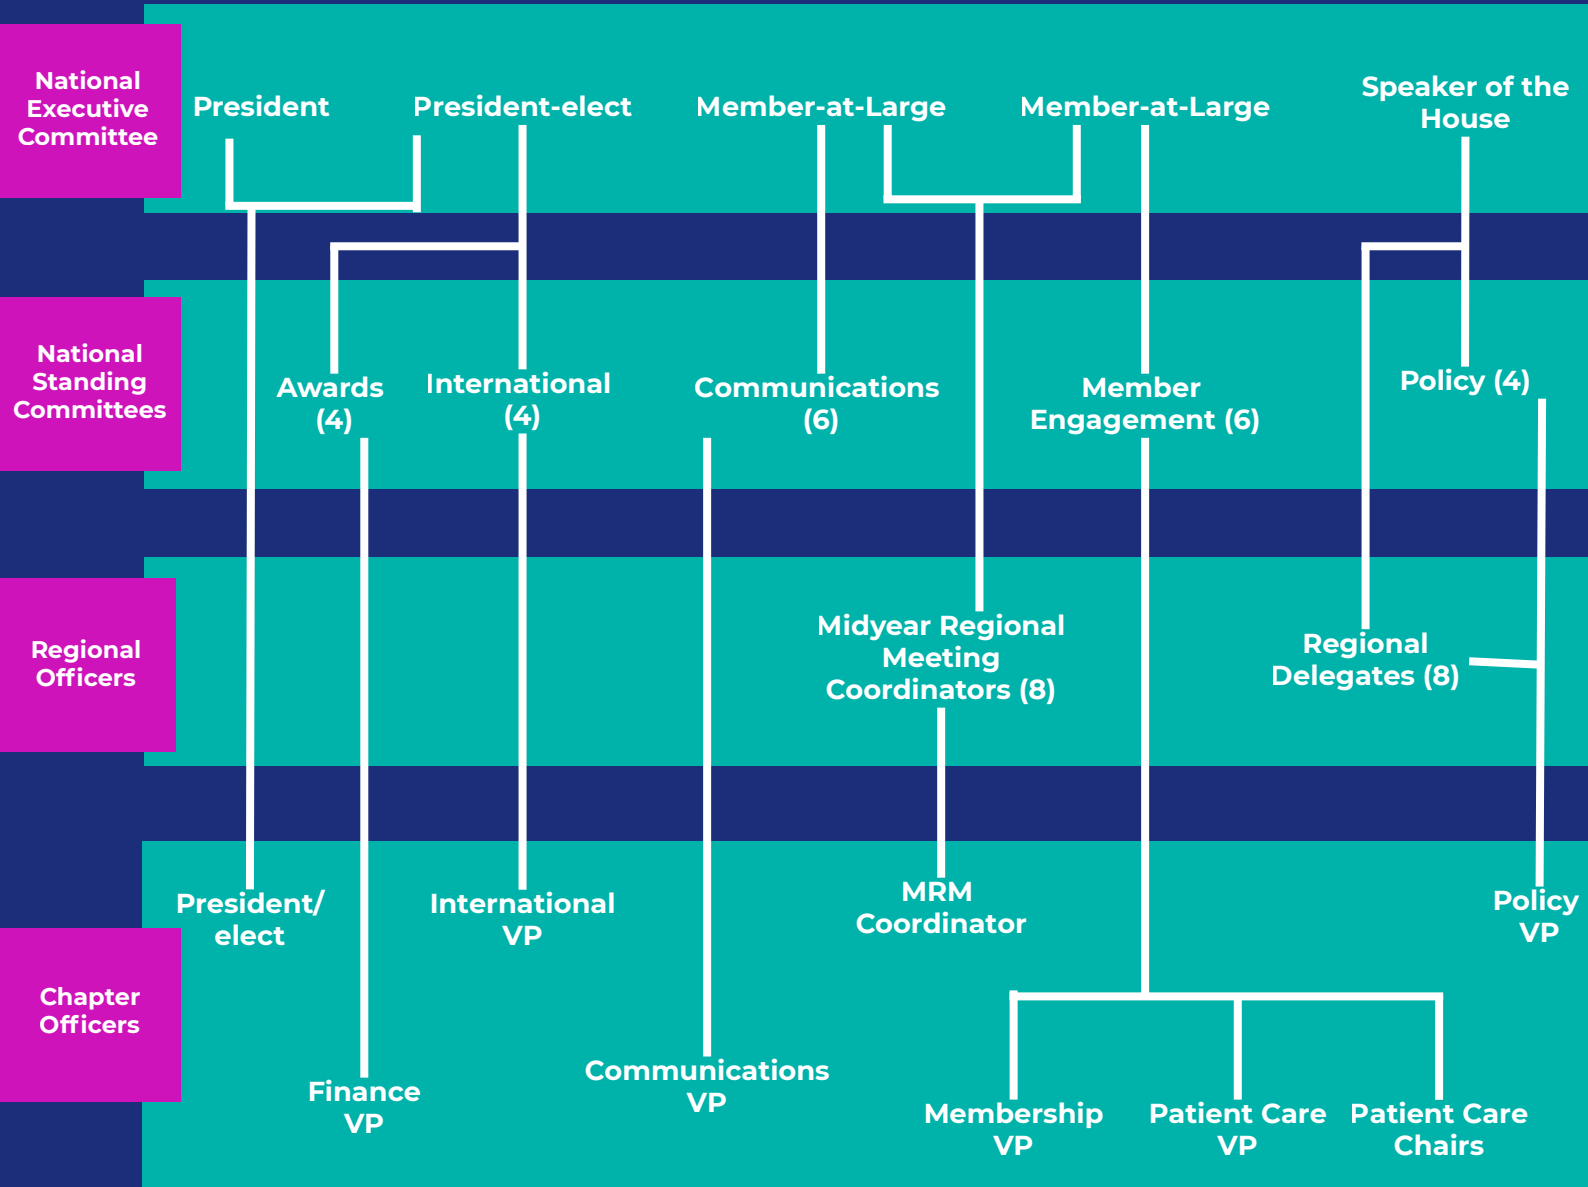 National
Executive
Committee
President
President-elect
Member-at-Large
Member-at-Large
Speaker of the
House
National
Standing
Committees
Awards
(4)
International
(4)
Communications
(6)
Member
Engagement (6)
Policy (4)
Regional
Officers
Midyear Regional
Meeting
Coordinators (8)
Regional
Delegates (8)
Chapter
Officers
President/
elect
International
VP
MRM
Coordinator
Policy
VP
Finance
VP
Communications
VP
Membership
VP
Patient Care
VP
Patient Care
Chairs